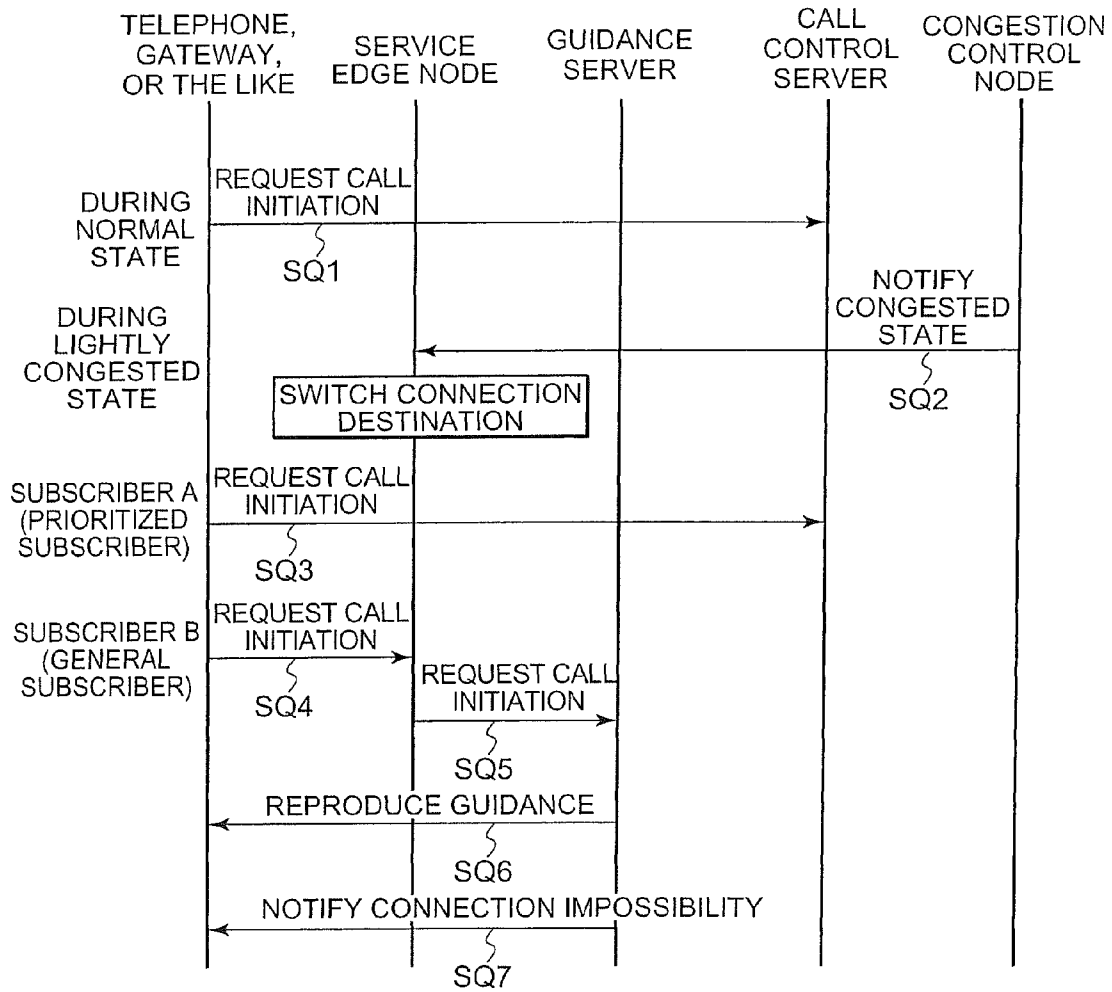 TELEPHONE,
GATEWAY,
OR THE LIKE
SERVICE
EDGE NODE
GUIDANCE
SERVER
CALL
CONTROL
SERVER
CONGESTION
CONTROL
NODE
DURING
NORMAL
STATE
REQUEST CALL
INITIATION
SQ1
DURING
LIGHTLY
CONGESTED
STATE
NOTIFY
CONGESTED
STATE
SQ2
SWITCH CONNECTION
DESTINATION
SUBSCRIBER A
(PRIORITIZED
SUBSCRIBER)
REQUEST CALL
INITIATION
SQ3
SUBSCRIBER B
(GENERAL
SUBSCRIBER)
REQUEST CALL
INITIATION
SQ4
REQUEST CALL
INITIATION
SQ5
REPRODUCE GUIDANCE
SQ6
NOTIFY CONNECTION IMPOSSIBILITY
SQ7